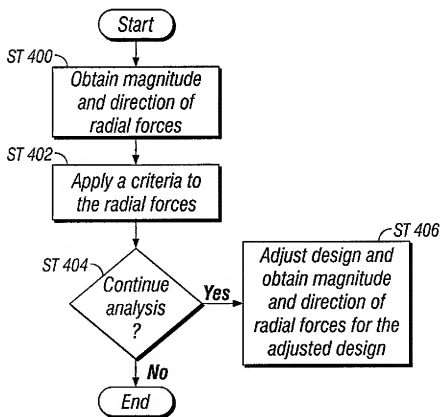 Start
ST 400
Obtain magnitude
and direction of
radial forces
ST 402
Apply a criteria to
the radial forces
ST 404
Continue
analysis
?
Yes
No
ST 406
Adjust design and
obtain magnitude
and direction of
radial forces for the
adjusted design
End